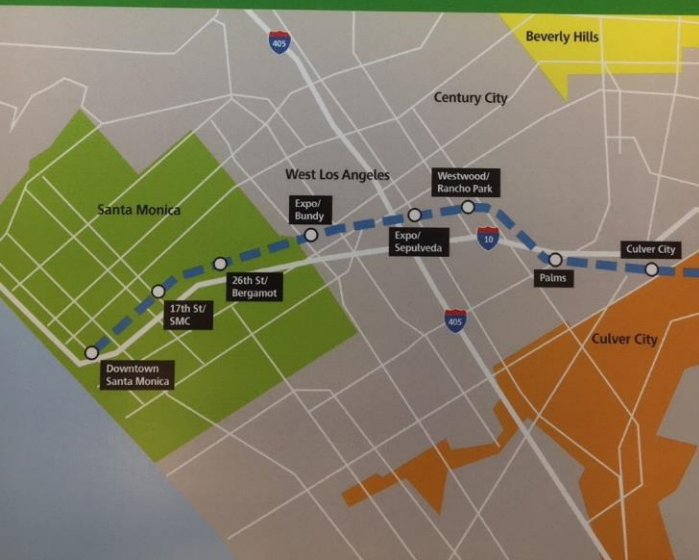 405
Beverly Hills
Century City
West Los Angeles
Westwood/
Rancho Park
Santa Monica
Expo/
Bundy
Expo/
Sepulveda
10
Culver City
26th St/
Bergamot
Palms
17th St/
SMC
405
Culver City
Downtown
Santa Monica